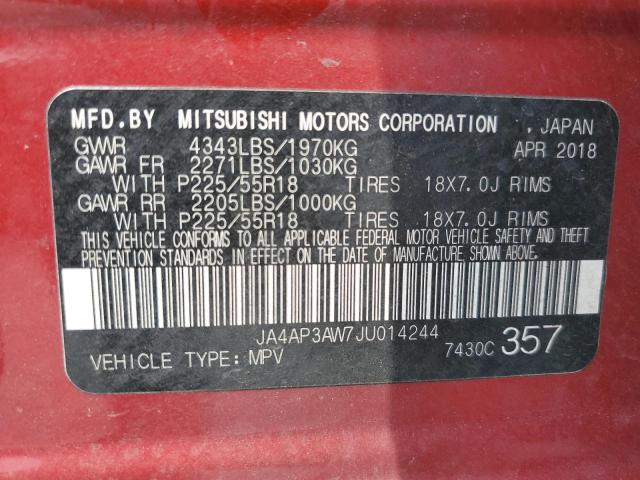 MFD.BY MITSUBISHI MOTORS CORPORATION , JAPAN
GVWR 4343LBS/1970KG APR 2018
GAWR FR 2271LBS/1030KG
WITH P225/55R18 TIRES 18X7.0J RIMS
GAWR RR 2205LBS/1000KG
WITH P225/55R18 TIRES 18X7.0J RIMS
THIS VEHICLE CONFORMS TO ALL APPLICABLE FEDERAL MOTOR VEHICLE SAFETY AND THEFT
PREVENTION STANDARDS IN EFFECT ON THE DATE OF MANUFACTURE SHOWN ABOVE.
JA4AP3AW7JU014244
VEHICLE TYPE: MPV 7430C 357